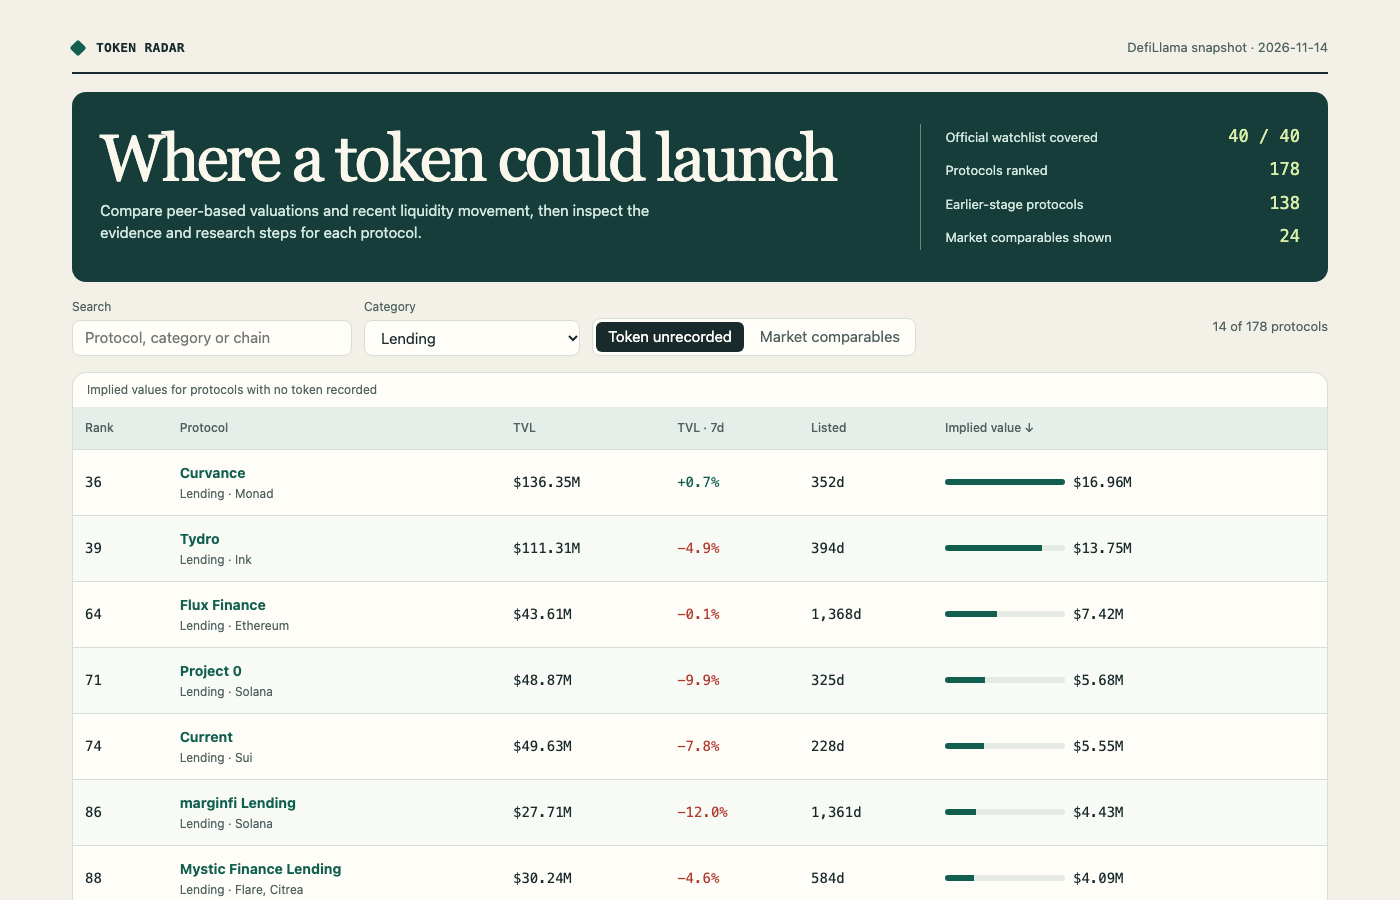 TOKEN RADAR
DefiLlama snapshot · 2026-11-14
Where a token could launch
Compare peer-based valuations and recent liquidity movement, then inspect the
evidence and research steps for each protocol.
Official watchlist covered 40 / 40
Protocols ranked 178
Earlier-stage protocols 138
Market comparables shown 24
Search
Category
Protocol, category or chain
Lending
Token unrecorded
Market comparables
14 of 178 protocols
Implied values for protocols with no token recorded
Rank Protocol TVL TVL · 7d Listed Implied value ↓
36 Curvance $136.35M +0.7% 352d $16.96M
Lending · Monad
39 Tydro $111.31M −4.9% 394d $13.75M
Lending · Ink
64 Flux Finance $43.61M −0.1% 1,368d $7.42M
Lending · Ethereum
71 Project 0 $48.87M −9.9% 325d $5.68M
Lending · Solana
74 Current $49.63M −7.8% 228d $5.55M
Lending · Sui
86 marginfi Lending $27.71M −12.0% 1,361d $4.43M
Lending · Solana
88 Mystic Finance Lending $30.24M −4.6% 584d $4.09M
Lending · Flare, Citrea